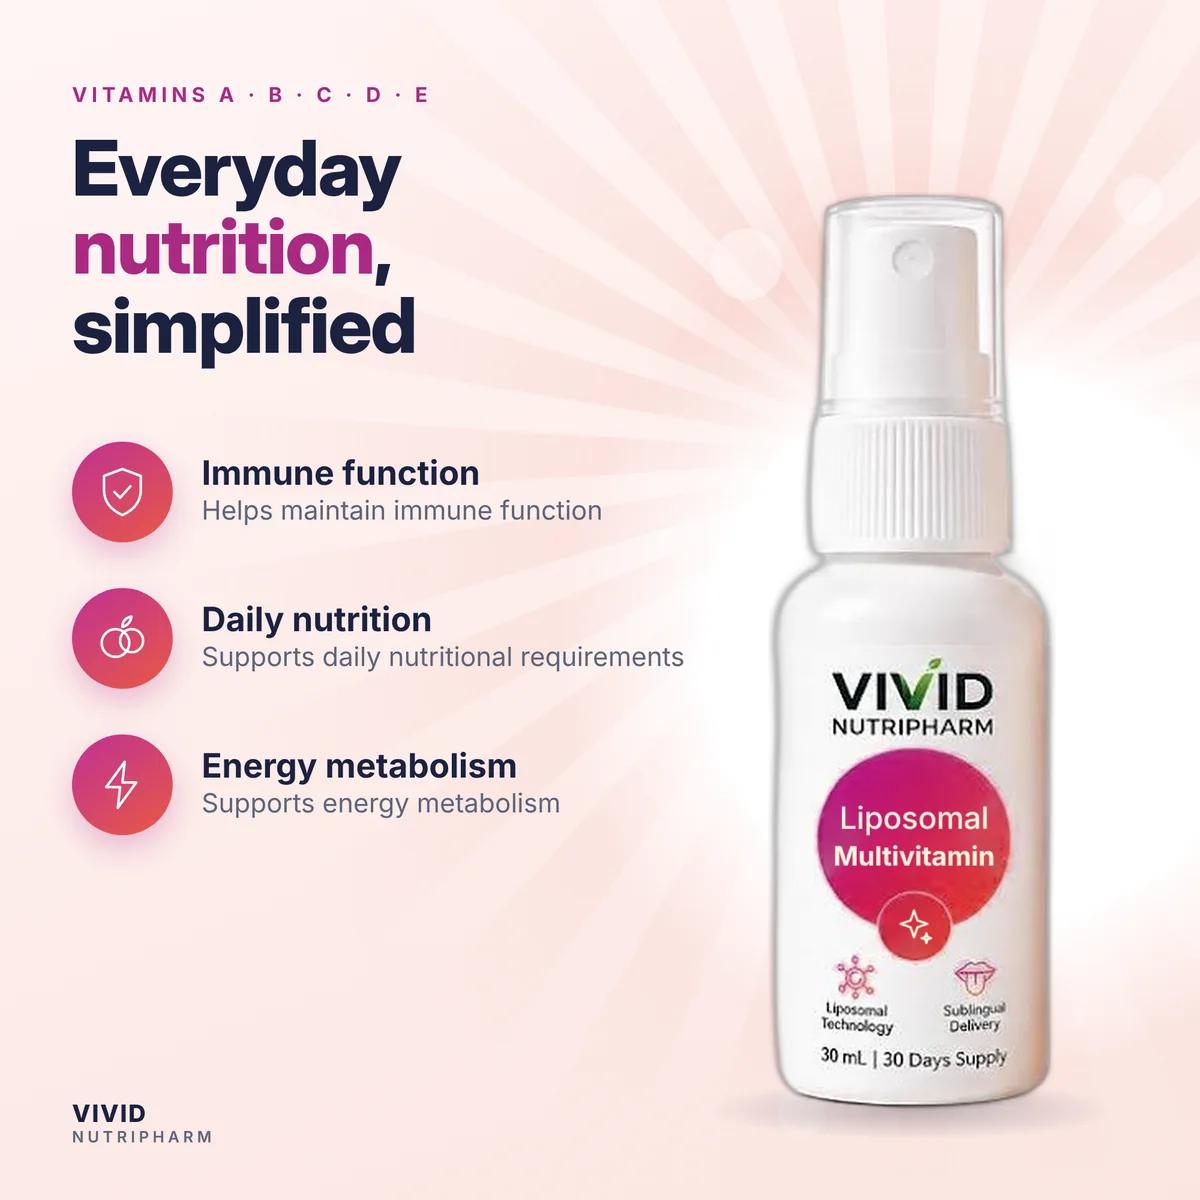 VITAMINS A · B · C · D · E
Everyday
nutrition,
simplified
Immune function
Helps maintain immune function
Daily nutrition
Supports daily nutritional requirements
Energy metabolism
Supports energy metabolism
VIVID
NUTRIPHARM
Liposomal
Multivitamin
Liposomal
Technology
Sublingual
Delivery
30 mL | 30 Days Supply
VIVID
NUTRIPHARM